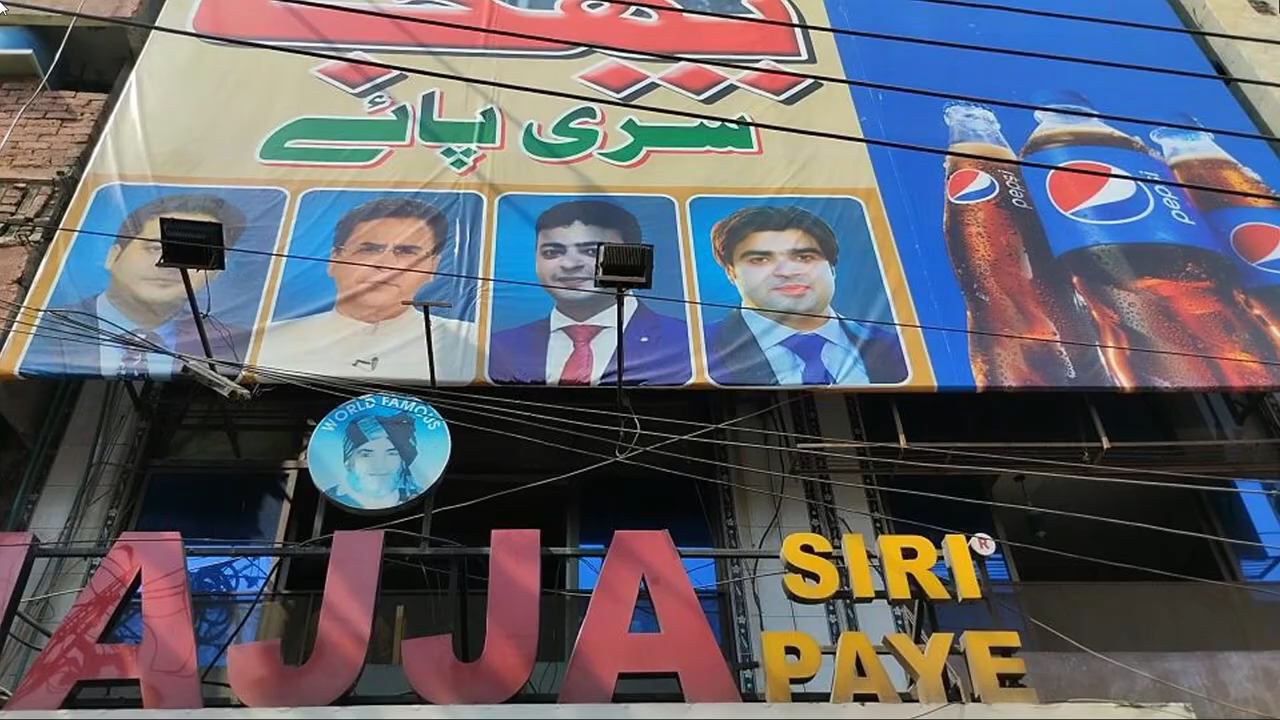 سری پائے
pepsi
pepsi
WORLD FAMOUS
AJJA
SIRI®
PAYE